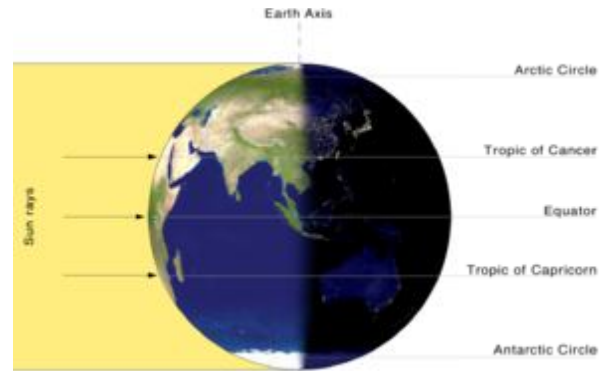 Earth Axis
Arctic Circle
Tropic of Cancer
Sun rays
Equator
Tropic of Capricorn
Antarctic Circle